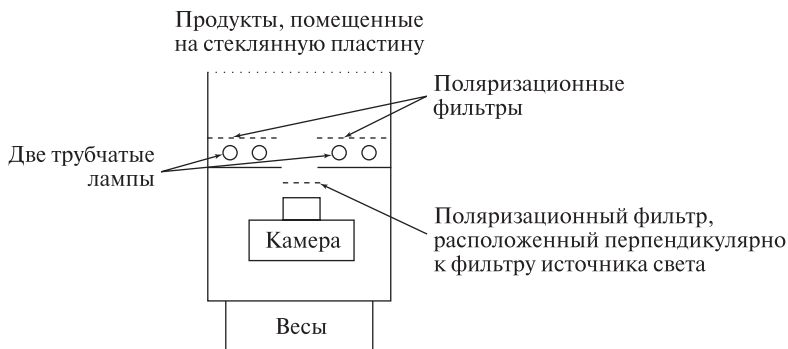 Продукты, помещенные
на стеклянную пластину
Поляризационные
фильтры
Две трубчатые
лампы
Поляризационный фильтр,
расположенный перпендикулярно
к фильтру источника света
Камера
Весы